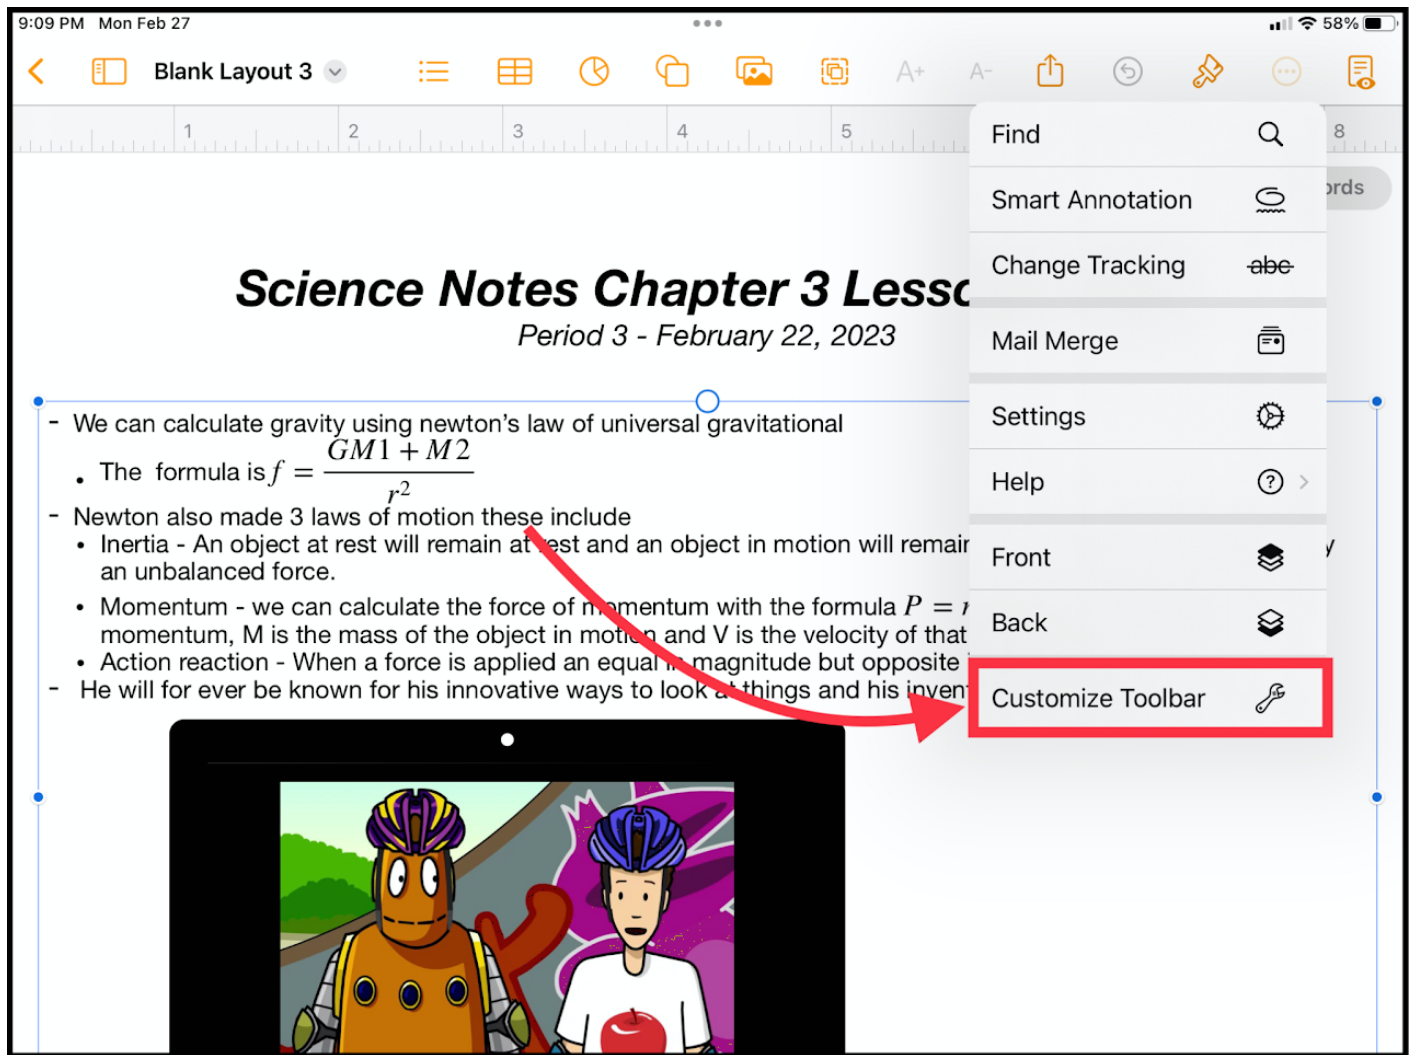 9:09 PM Mon Feb 27
58%
Blank Layout 3
A+ A-
1 2 3 4 5 8
Find
Smart Annotation
Change Tracking abc
Mail Merge
Settings
Help ?
Front
Back
Customize Toolbar
Science Notes Chapter 3
Period 3 - February 22, 2023
- We can calculate gravity using newton's law of universal gravitational
• The formula is f = \frac{GM1 + M2}{r^2}
- Newton also made 3 laws of motion these include
• Inertia - An object at rest will remain at rest and an object in motion will remain
an unbalanced force.
• Momentum - we can calculate the force of momentum with the formula P =
momentum, M is the mass of the object in motion and V is the velocity of that
• Action reaction - When a force is applied an equal in magnitude but opposite
- He will for ever be known for his innovative ways to look at things and his